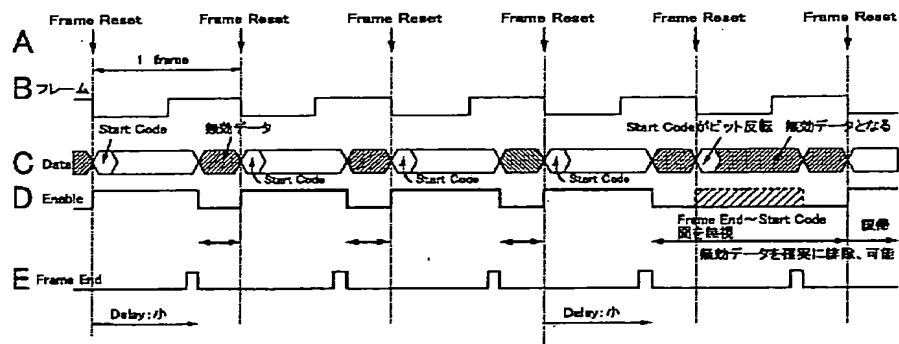 Frame Reset Frame Reset Frame Reset Frame Reset Frame Reset Frame Reset
A
1 frame
B フレーム
Start Code 無効データ Start Codeがビット反転 無効データとなる
C Data
Start Code Start Code Start Code
D Enable
Frame End～Start Code 復帰
間を無視
無効データを確実に排除、可能
E Frame End
Delay:小 Delay:小